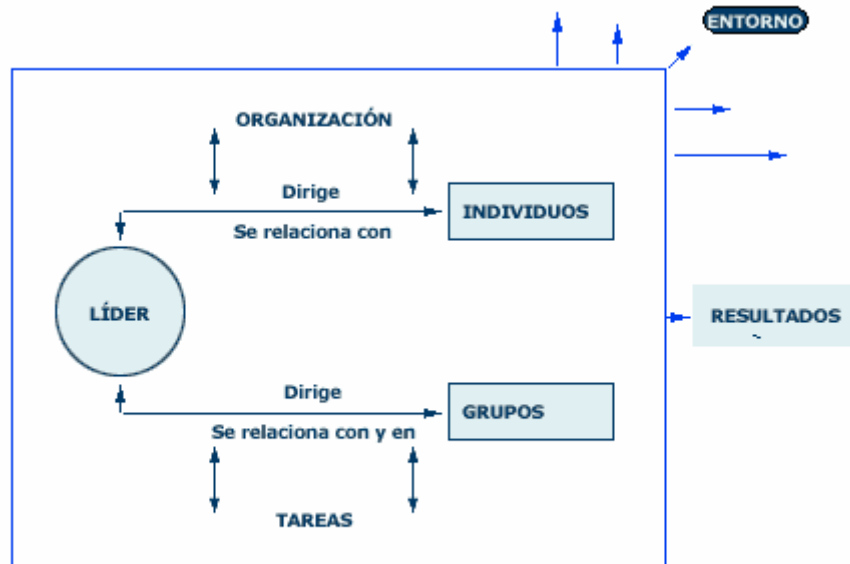 ENTORNO
ORGANIZACIÓN
Dirige
INDIVIDUOS
Se relaciona con
LÍDER
RESULTADOS
Dirige
GRUPOS
Se relaciona con y en
TAREAS